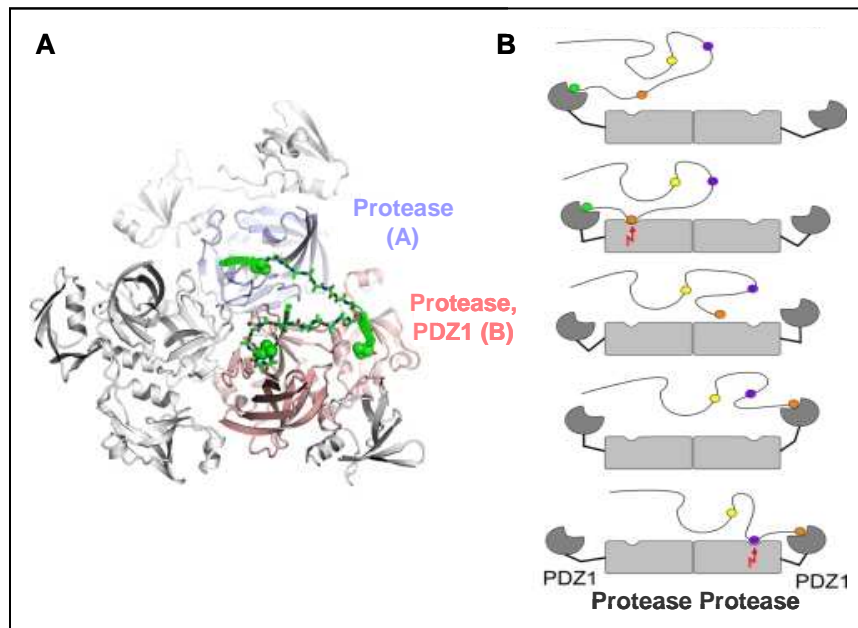 A
B
Protease
(A)
Protease,
PDZ1 (B)
PDZ1
PDZ1
Protease Protease